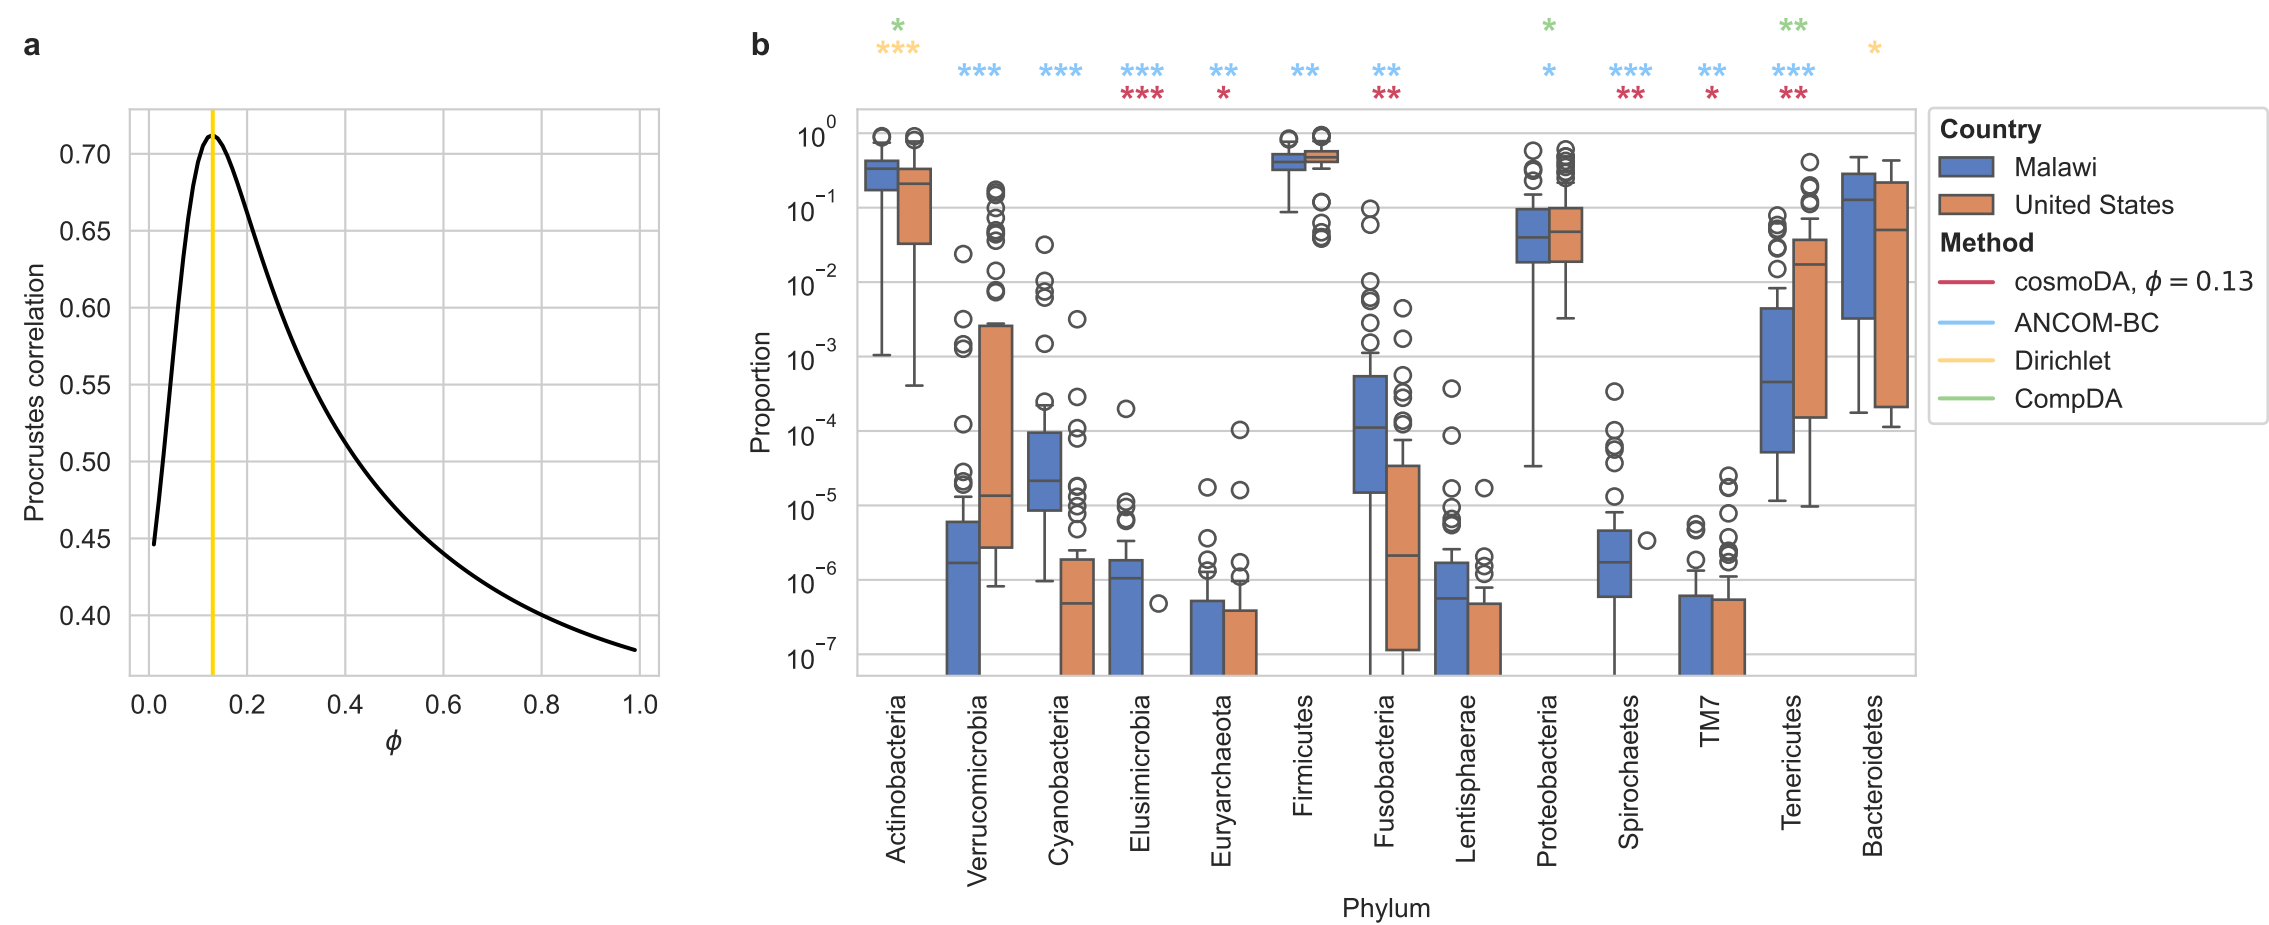 a
Procrustes correlation
0.70
0.65
0.60
0.55
0.50
0.45
0.40
0.0 0.2 0.4 0.6 0.8 1.0
ϕ
b
* * *** *
*** ** *
*** *** *** ** ** ** * *** ** ***
*** * ** ** * **
Proportion
10^0
10^−1
10^−2
10^−3
10^−4
10^−5
10^−6
10^−7
Actinobacteria
Verrucomicrobia
Cyanobacteria
Elusimicrobia
Euryarchaeota
Firmicutes
Fusobacteria
Lentisphaerae
Proteobacteria
Spirochaetes
TM7
Tenericutes
Bacteroidetes
Phylum
Country
Malawi
United States
Method
cosmoDA, ϕ = 0.13
ANCOM-BC
Dirichlet
CompDA